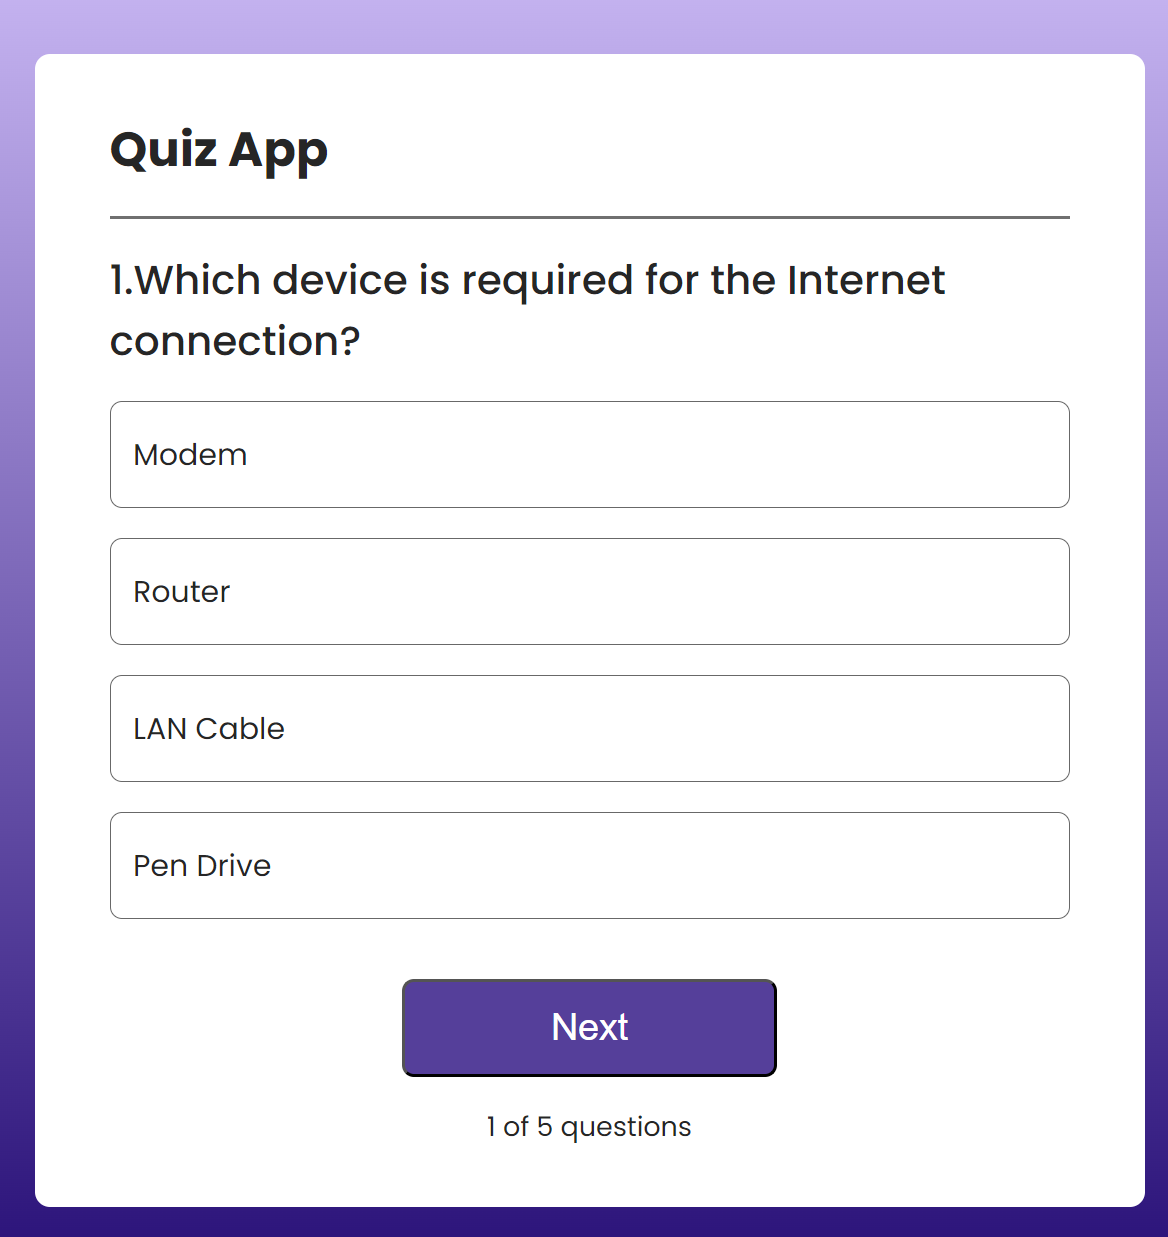 Quiz App
1.Which device is required for the Internet
connection?
Modem
Router
LAN Cable
Pen Drive
Next
1 of 5 questions